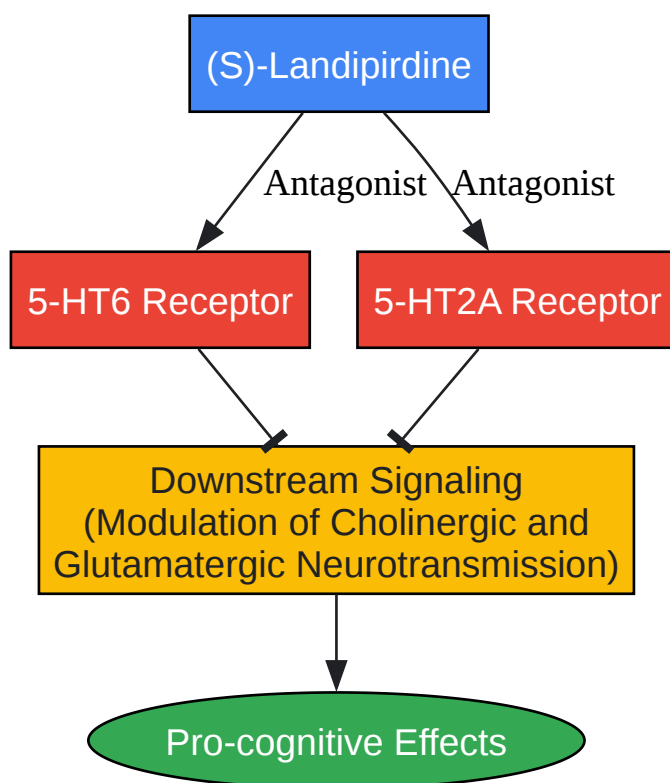 (S)-Landipirdine
Antagonist
Antagonist
5-HT6 Receptor
5-HT2A Receptor
Downstream Signaling
(Modulation of Cholinergic and
Glutamatergic Neurotransmission)
Pro-cognitive Effects